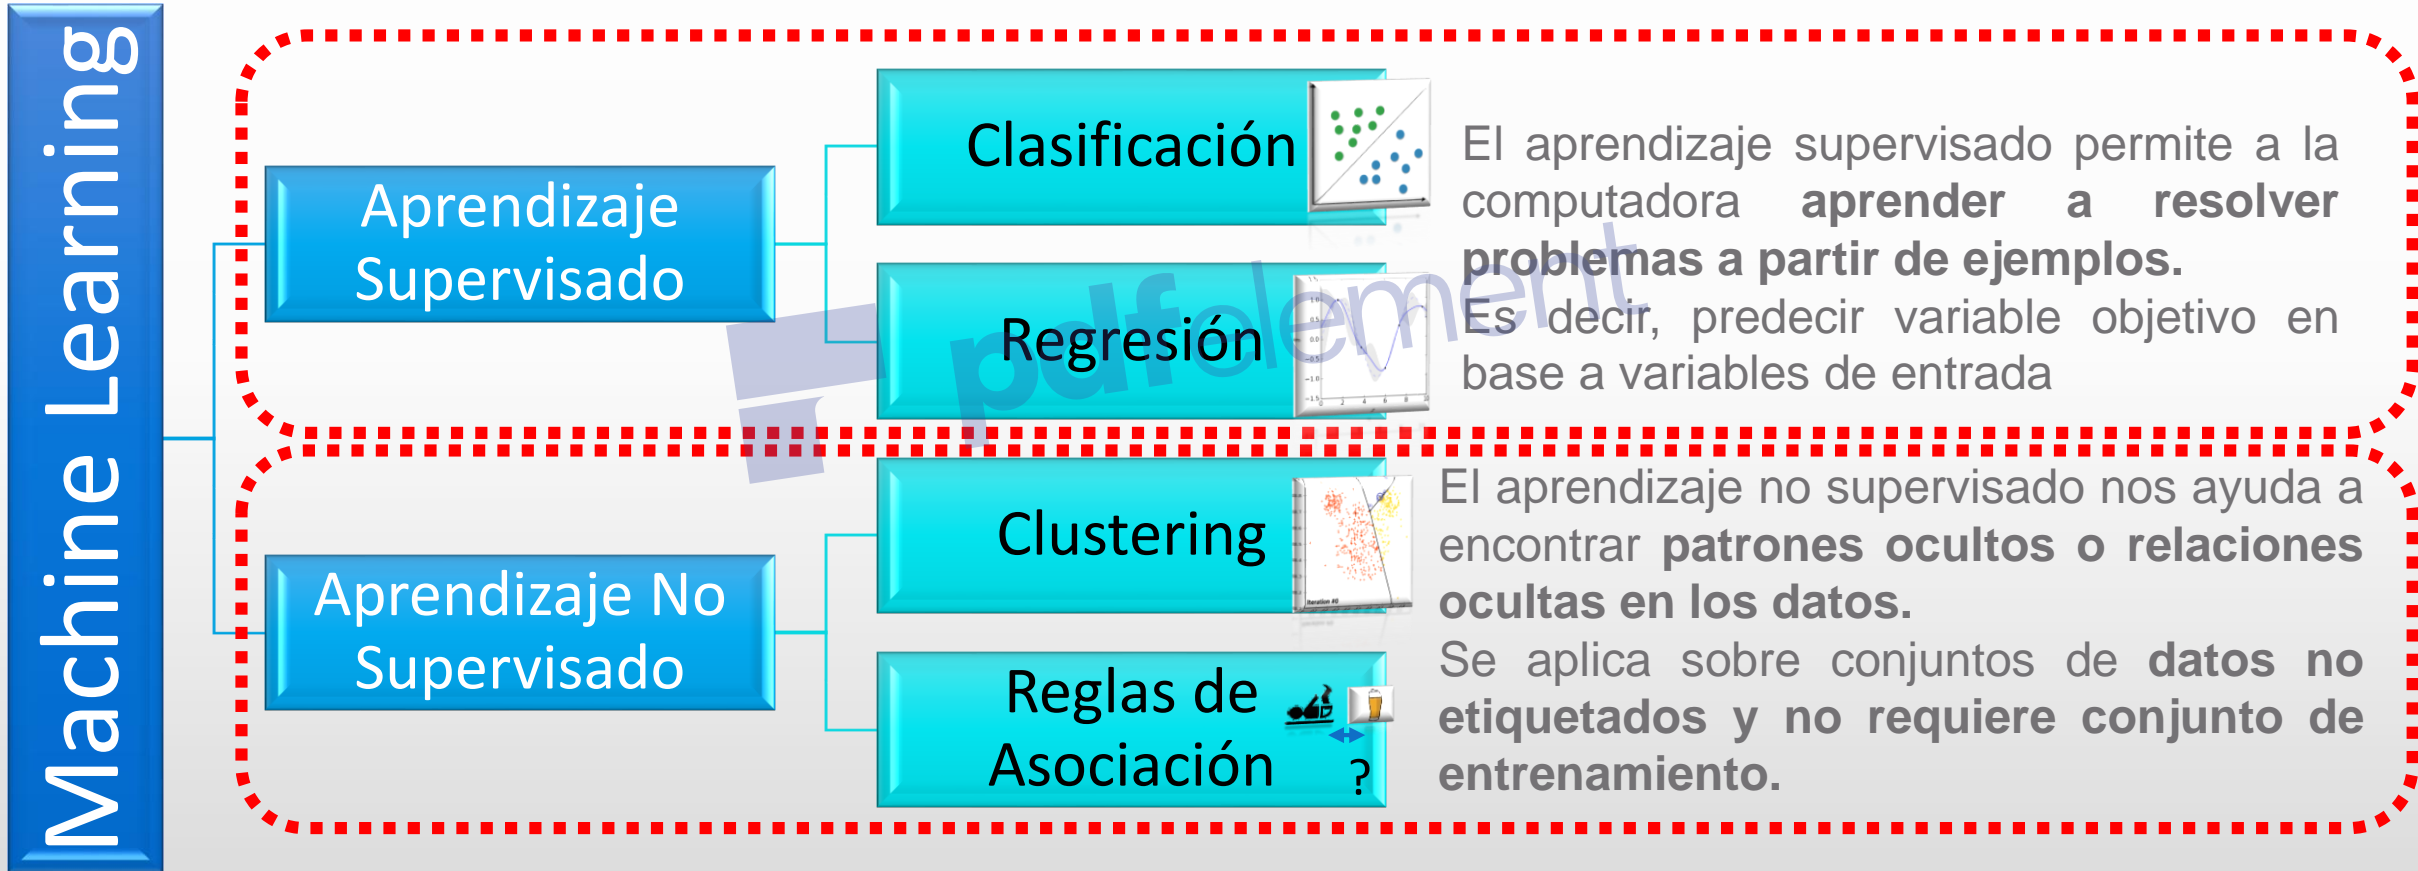 Machine Learning
Aprendizaje
Supervisado
Clasificación
Regresión
El aprendizaje supervisado permite a la
computadora aprender a resolver
problemas a partir de ejemplos.
Es decir, predecir variable objetivo en
base a variables de entrada
pdfelement
Aprendizaje No
Supervisado
Clustering
Iteration #0
Reglas de
Asociación
?
El aprendizaje no supervisado nos ayuda a
encontrar patrones ocultos o relaciones
ocultas en los datos.
Se aplica sobre conjuntos de datos no
etiquetados y no requiere conjunto de
entrenamiento.